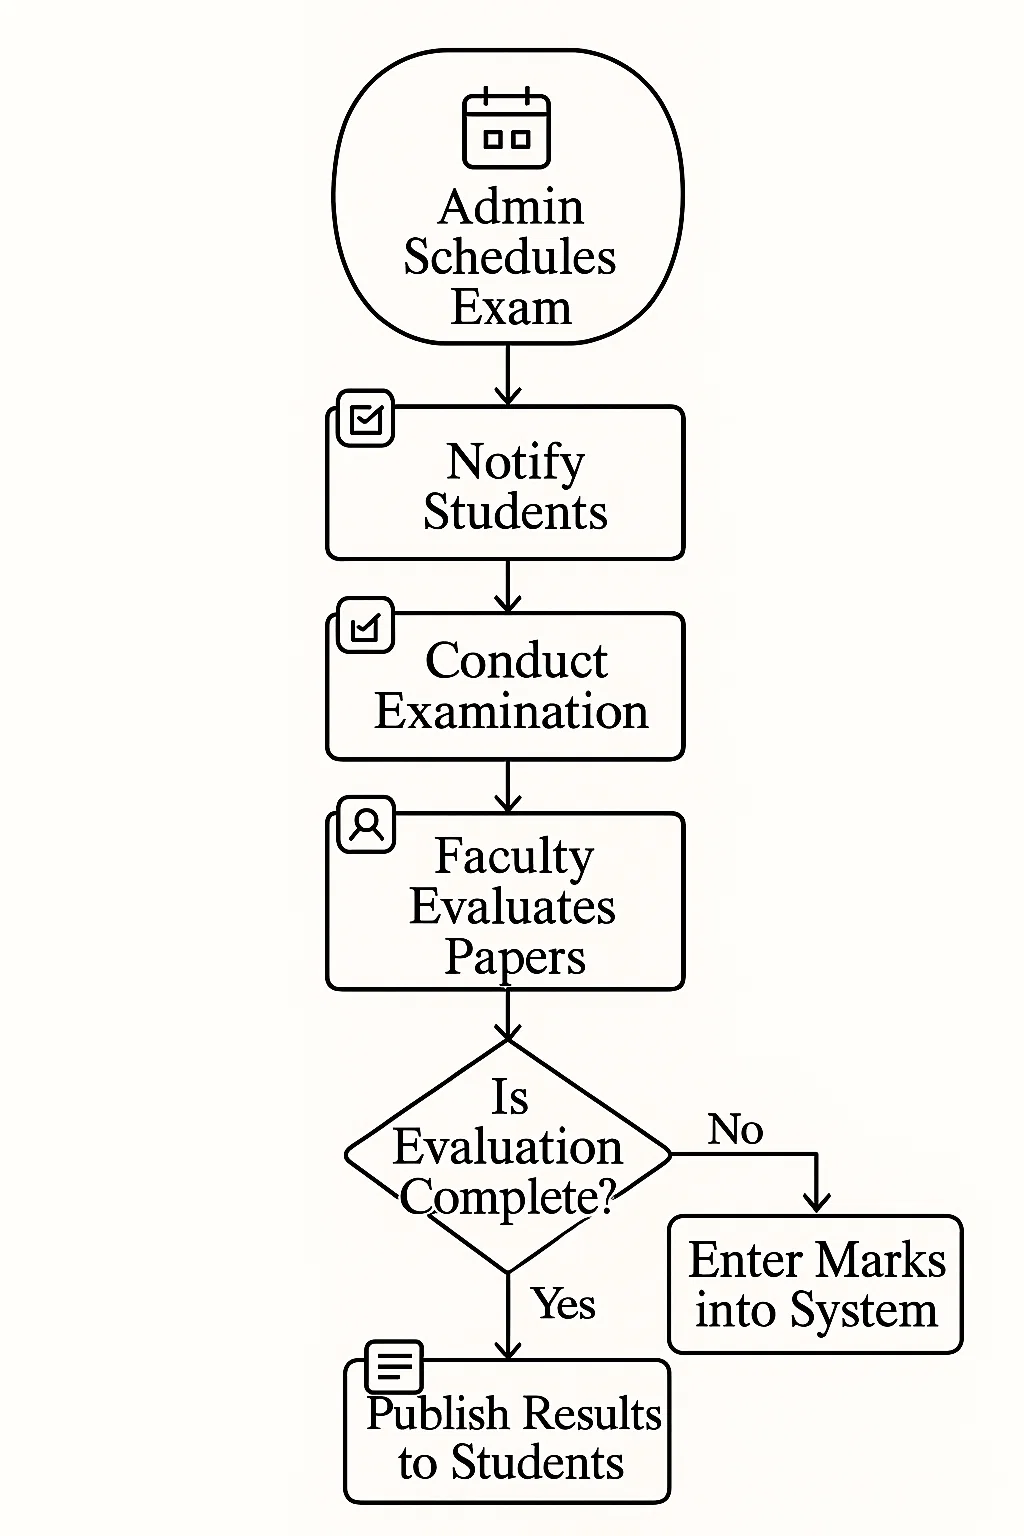 Admin
Schedules
Exam
Notify
Students
Conduct
Examination
Faculty
Evaluates
Papers
Is
Evaluation
Complete?
No
Enter Marks
into System
Yes
Publish Results
to Students